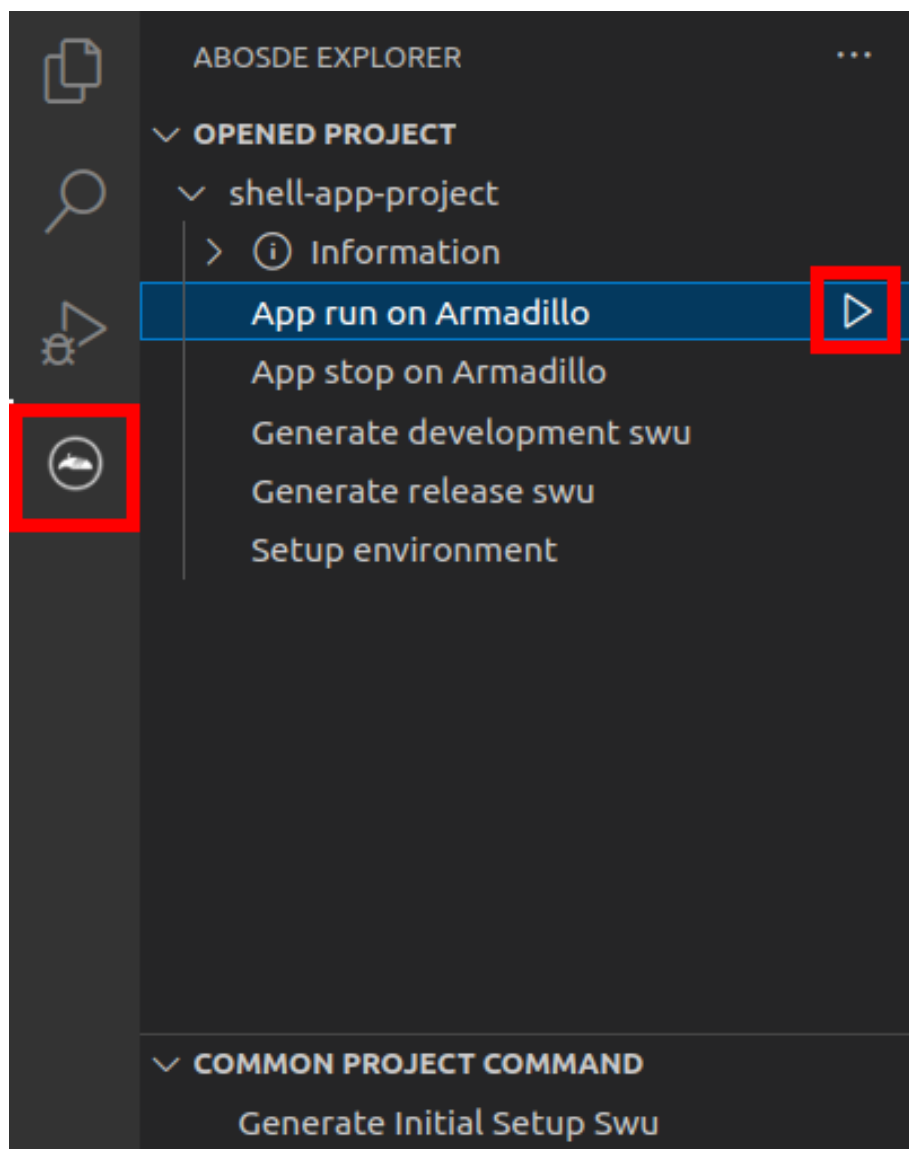 ABOSDE EXPLORER
OPENED PROJECT
shell-app-project
Information
App run on Armadillo
App stop on Armadillo
Generate development swu
Generate release swu
Setup environment
COMMON PROJECT COMMAND
Generate Initial Setup Swu